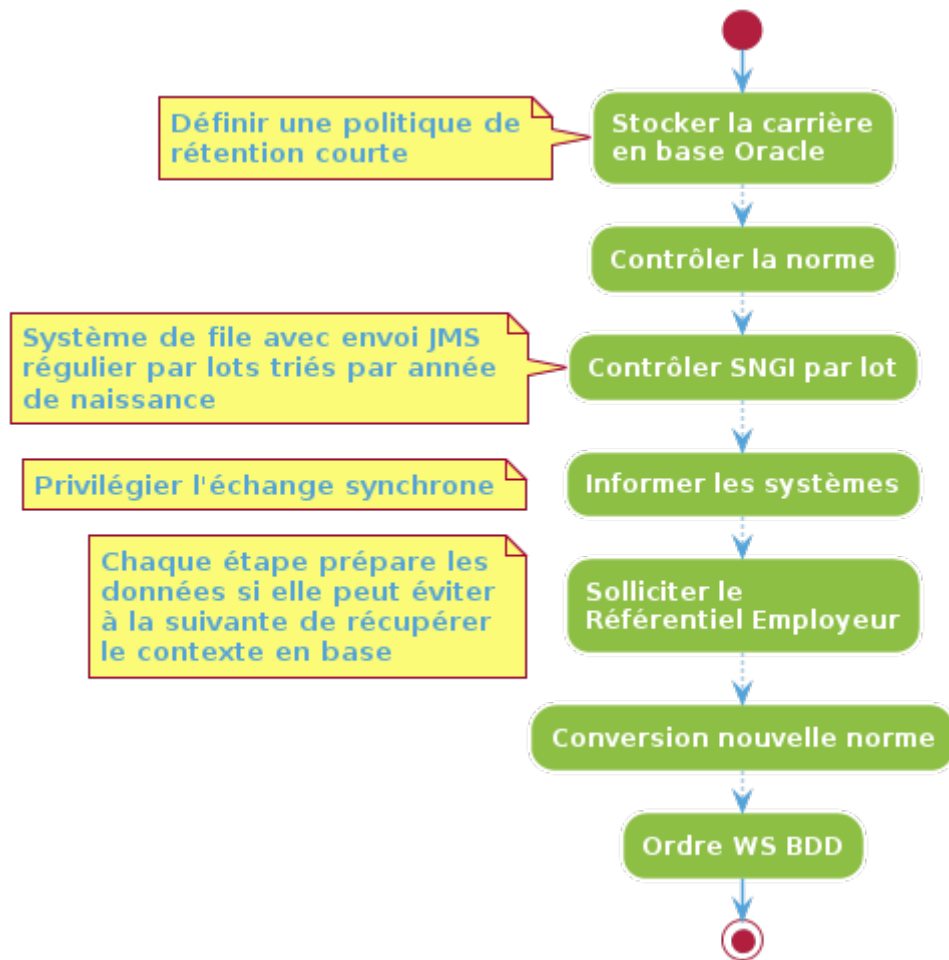 Définir une politique de
rétention courte
Stocker la carrière
en base Oracle
Contrôler la norme
Système de file avec envoi JMS
régulier par lots triés par année
de naissance
Contrôler SNGI par lot
Privilégier l'échange synchrone
Informer les systèmes
Chaque étape prépare les
données si elle peut éviter
à la suivante de récupérer
le contexte en base
Solliciter le
Référentiel Employeur
Conversion nouvelle norme
Ordre WS BDD